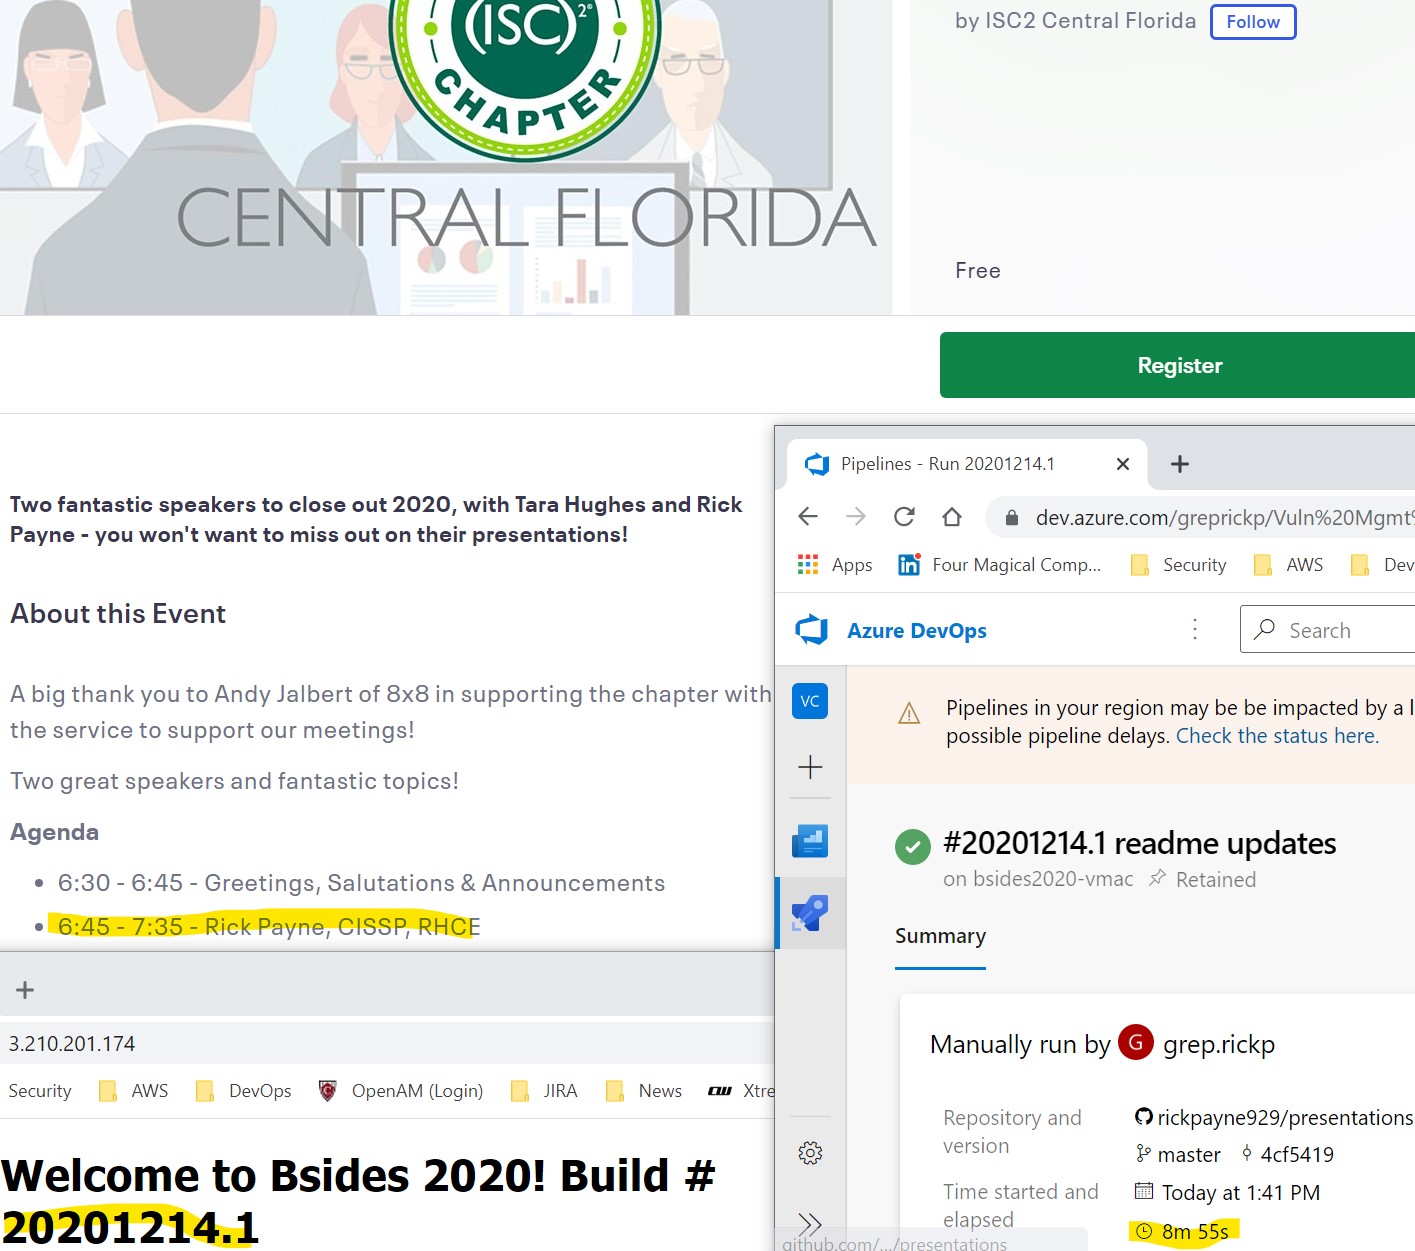 (ISC)2®
CHAPTER
CENTRAL FLORIDA
by ISC2 Central Florida Follow
Free
Register
Two fantastic speakers to close out 2020, with Tara Hughes and Rick
Payne - you won't want to miss out on their presentations!
About this Event
A big thank you to Andy Jalbert of 8x8 in supporting the chapter with
the service to support our meetings!
Two great speakers and fantastic topics!
Agenda
• 6:30 - 6:45 - Greetings, Salutations & Announcements
• 6:45 - 7:35 - Rick Payne, CISSP, RHCE
3.210.201.174
Security AWS DevOps OpenAM (Login) JIRA News CW Xtre
Welcome to Bsides 2020! Build #
20201214.1
Pipelines - Run 20201214.1
dev.azure.com/greprickp/Vuln%20Mgmt%
Apps Four Magical Comp... Security AWS Dev
Azure DevOps Search
VC
Pipelines in your region may be be impacted by a l
possible pipeline delays. Check the status here.
#20201214.1 readme updates
on bsides2020-vmac Retained
Summary
Manually run by G grep.rickp
Repository and
version
rickpayne929/presentations
master 4cf5419
Time started and
elapsed
Today at 1:41 PM
8m 55s
github.com/.../presentations